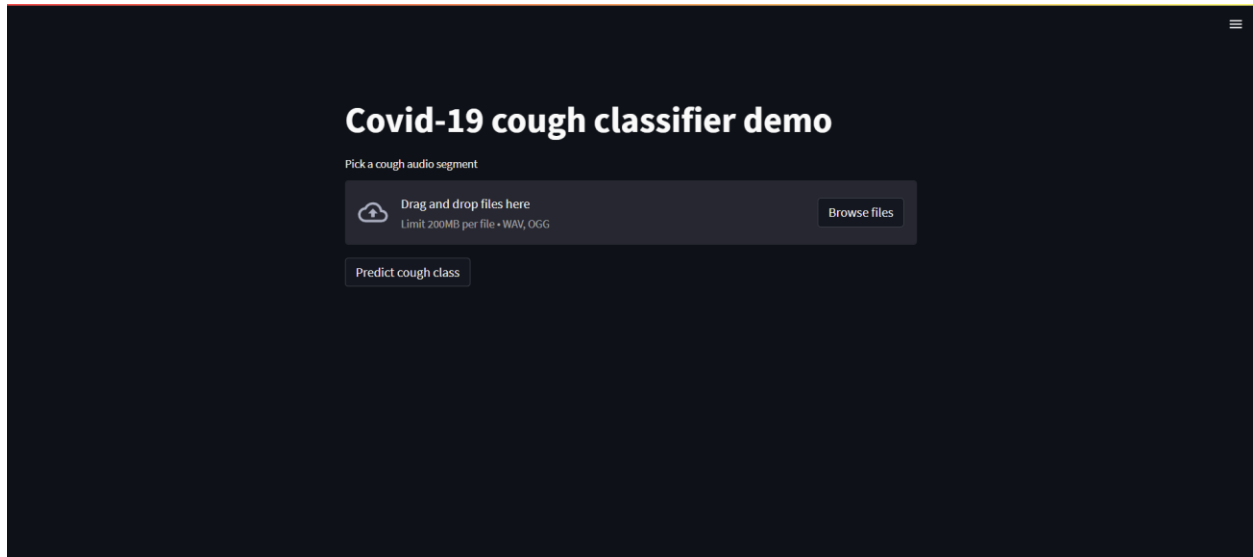 Covid-19 cough classifier demo
Pick a cough audio segment
Drag and drop files here
Limit 200MB per file • WAV, OGG
Browse files
Predict cough class